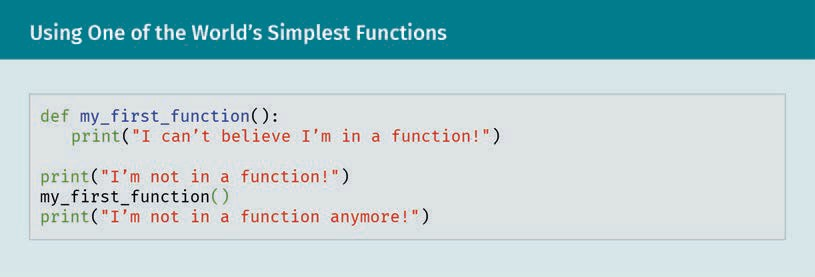 Using One of the World’s Simplest Functions
def my_first_function():
   print("I can’t believe I’m in a function!")

print("I’m not in a function!")
my_first_function()
print("I’m not in a function anymore!")